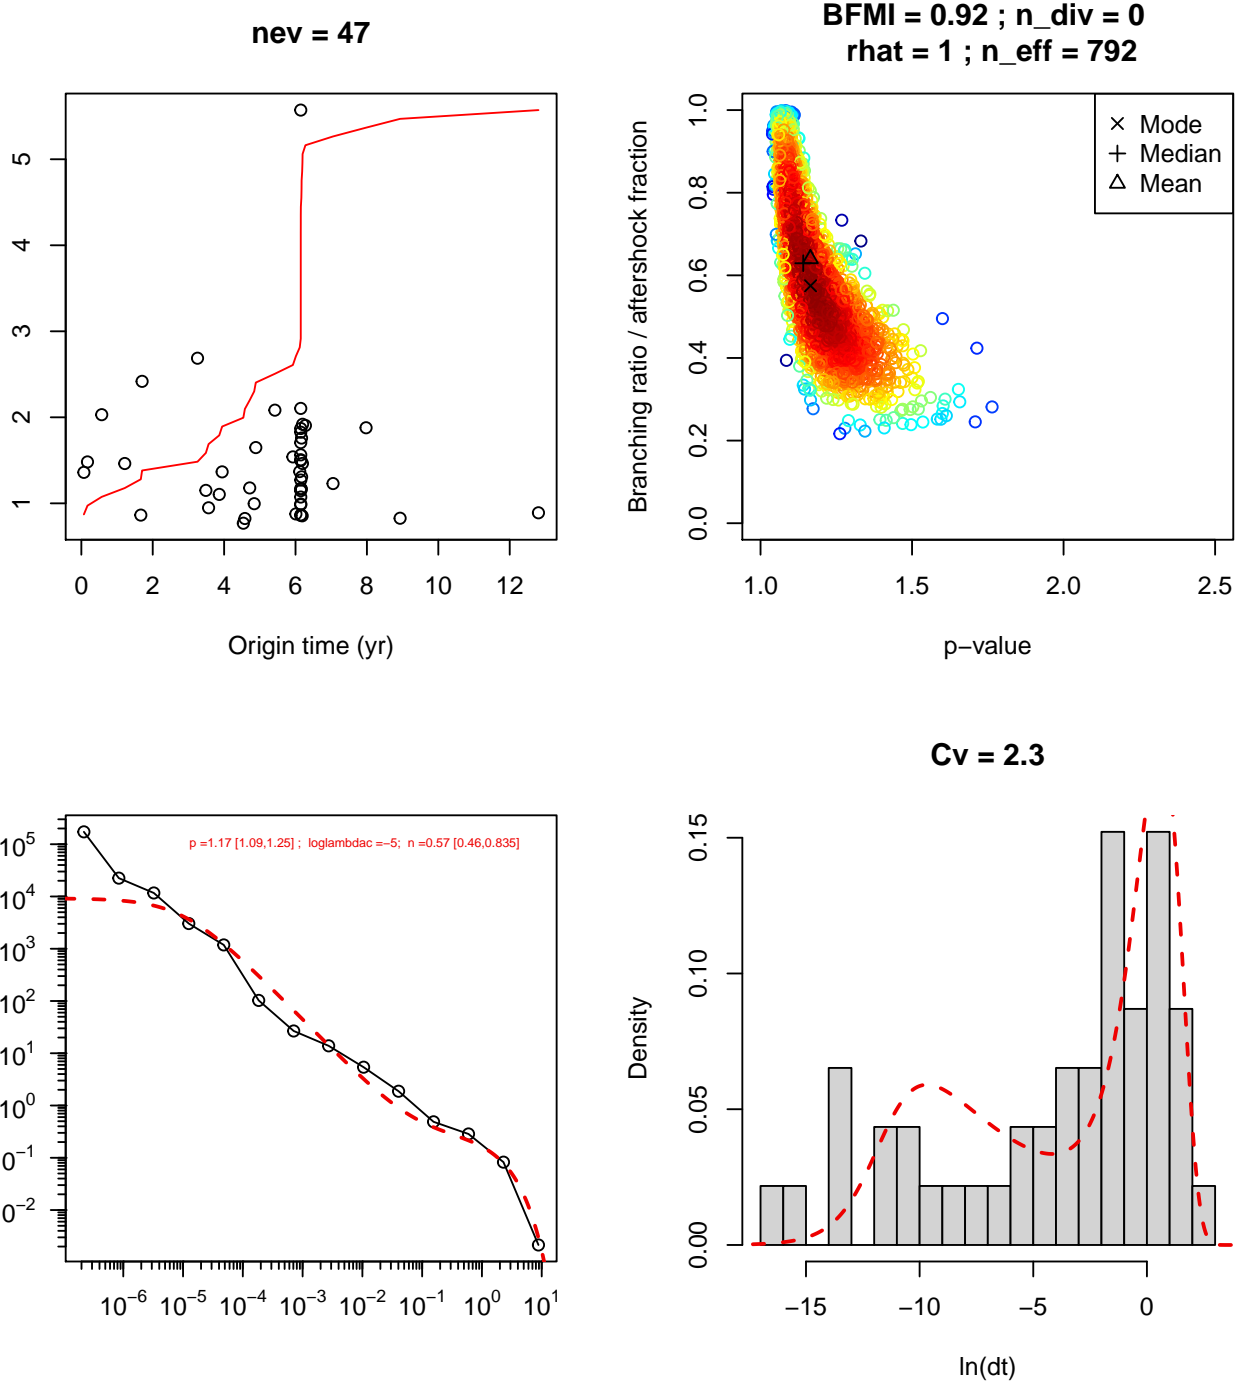 nev = 47
5
4
3
2
1
0 2 4 6 8 10 12
Origin time (yr)
BFMI = 0.92 ; n_div = 0
rhat = 1 ; n_eff = 792
Branching ratio / aftershock fraction
1.0
0.8
0.6
0.4
0.2
0.0
Mode
Median
Mean
1.0 1.5 2.0 2.5
p−value
p =1.17 [1.09,1.25] ; loglambdac =−5; n =0.57 [0.46,0.835]
10^5
10^4
10^3
10^2
10^1
10^0
0^−1
0^−2
10^−6 10^−5 10^−4 10^−3 10^−2 10^−1 10^0 10^1
Cv = 2.3
Density
0.15
0.10
0.05
0.00
−15 −10 −5 0
ln(dt)